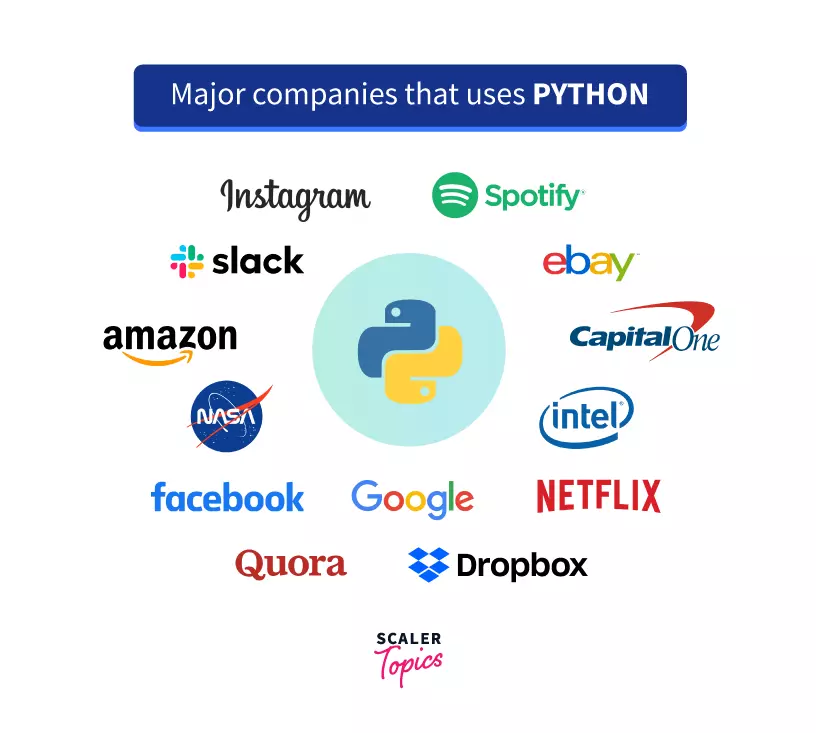 Major companies that uses PYTHON
Instagram
Spotify
slack
ebay
amazon
Capital One
NASA
intel
facebook
Google
NETFLIX
Quora
Dropbox
SCALER
Topics